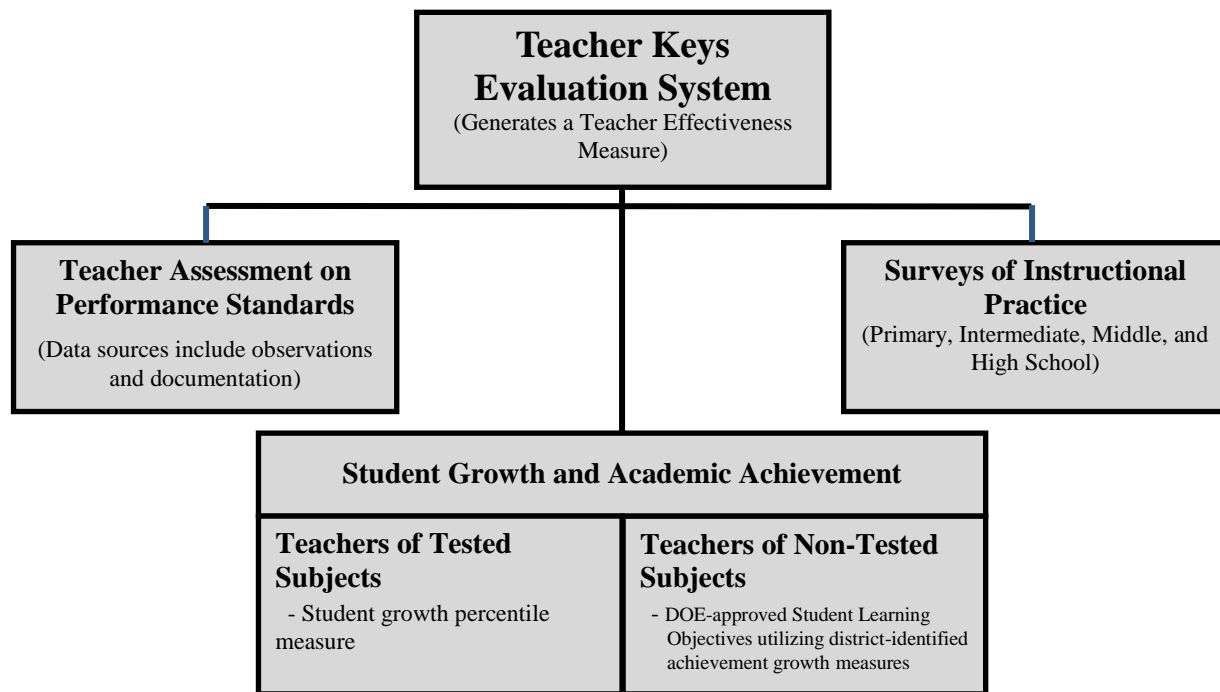 Teacher Keys
Evaluation System
(Generates a Teacher Effectiveness
Measure)
Teacher Assessment on
Performance Standards
(Data sources include observations
and documentation)
Surveys of Instructional
Practice
(Primary, Intermediate, Middle, and
High School)
Student Growth and Academic Achievement
Teachers of Tested
Subjects
- Student growth percentile
measure
Teachers of Non-Tested
Subjects
- DOE-approved Student Learning
Objectives utilizing district-identified
achievement growth measures